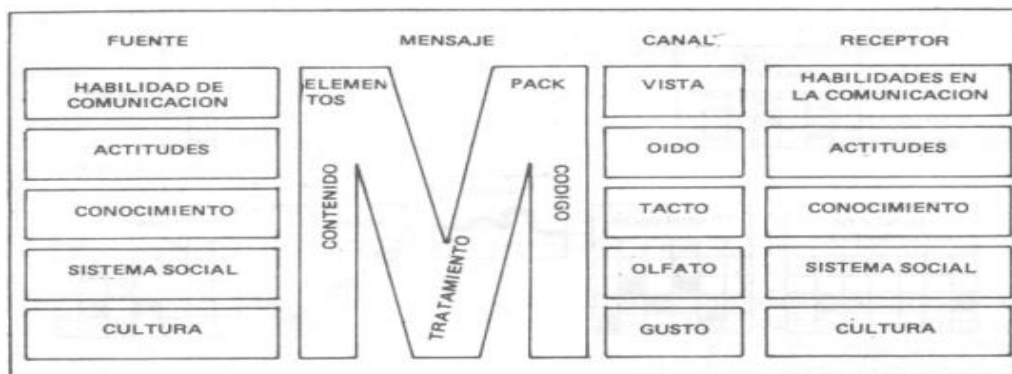 FUENTE
MENSAJE
CANAL
RECEPTOR
HABILIDAD DE
COMUNICACION
ACTITUDES
CONOCIMIENTO
SISTEMA SOCIAL
CULTURA
ELEMEN
TOS
PACK
CONTENIDO
TRATAMIENTO
CODIGO
VISTA
OIDO
TACTO
OLFATO
GUSTO
HABILIDADES EN
LA COMUNICACION
ACTITUDES
CONOCIMIENTO
SISTEMA SOCIAL
CULTURA